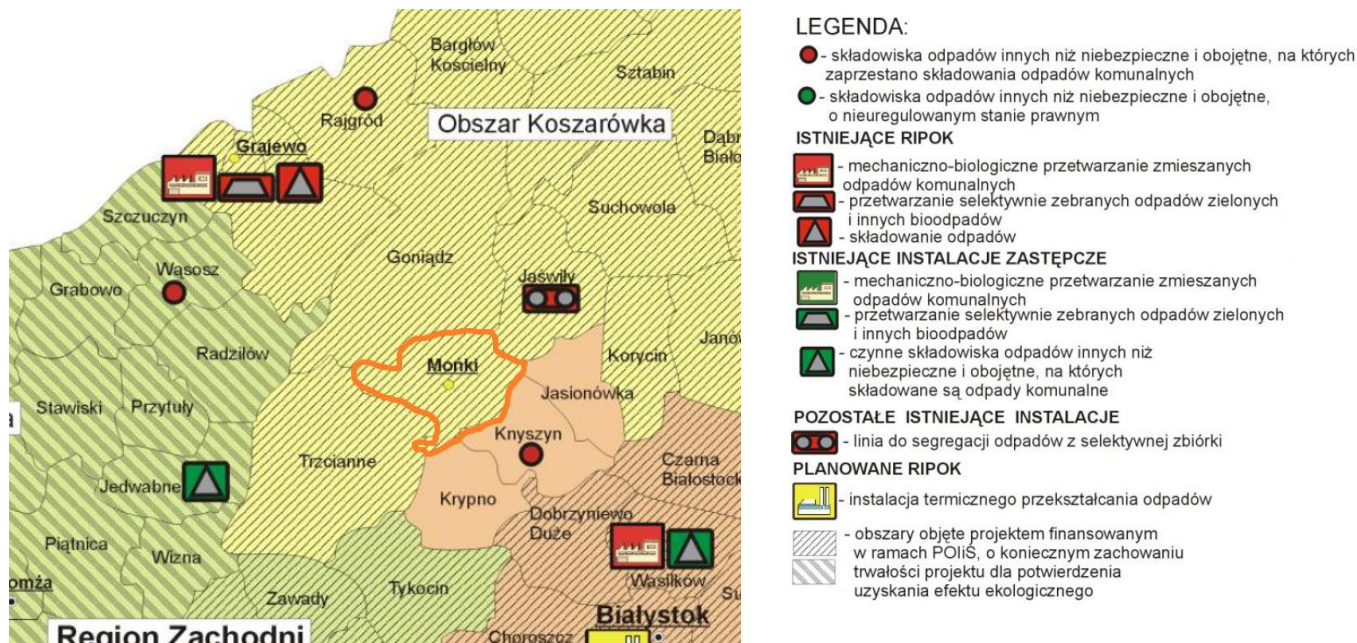 Bargłów
Koscielny
Sztabin
Rajgród
Obszar Koszarówka
Grajewo
Szczuczyn
Suchowola
Wąsosz
Goniądz
Jaświły
Grabowo
Radziłów
Mońki
Korycin
Jasionówka
Stawiski
Przytuły
Knyszyn
Trzcianne
Czarna
Jedwabne
Krypno
Dobrzyniewo
Duże
Piątnica
Wizna
Tykocin
Wasilków
Zawady
Białystok
Region Zachodni
Choroszcz
LEGENDA:
- składowiska odpadów innych niż niebezpieczne i obojętne, na których
zaprzestano składowania odpadów komunalnych
- składowiska odpadów innych niż niebezpieczne i obojętne,
o nieuregulowanym stanie prawnym
ISTNIEJĄCE RIPOK
- mechaniczno-biologiczne przetwarzanie zmieszanych
odpadów komunalnych
- przetwarzanie selektywnie zebranych odpadów zielonych
i innych bioodpadów
- składowanie odpadów
ISTNIEJĄCE INSTALACJE ZASTĘPCZE
- mechaniczno-biologiczne przetwarzanie zmieszanych
odpadów komunalnych
- przetwarzanie selektywnie zebranych odpadów zielonych
i innych bioodpadów
- czynne składowiska odpadów innych niż
niebezpieczne i obojętne, na których
składowane są odpady komunalne
POZOSTAŁE ISTNIEJĄCE INSTALACJE
- linia do segregacji odpadów z selektywnej zbiórki
PLANOWANE RIPOK
- instalacja termicznego przekształcania odpadów
- obszary objęte projektem finansowanym
w ramach POIiŚ, o koniecznym zachowaniu
trwałości projektu dla potwierdzenia
uzyskania efektu ekologicznego